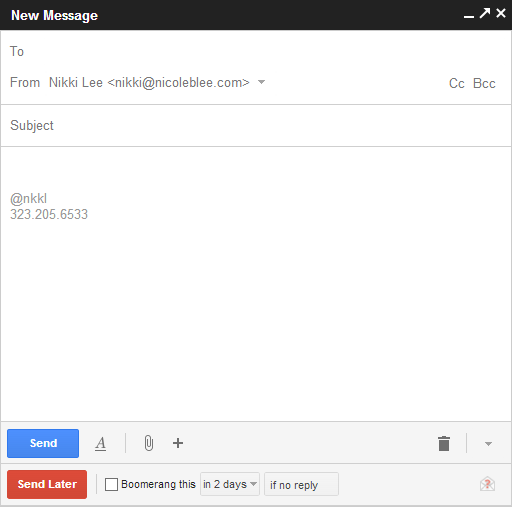 New Message
To
From Nikki Lee <nikki@nicoleblee.com> Cc Bcc
Subject
@nkkl
323.205.6533
Send A
Send Later Boomerang this in 2 days if no reply ?